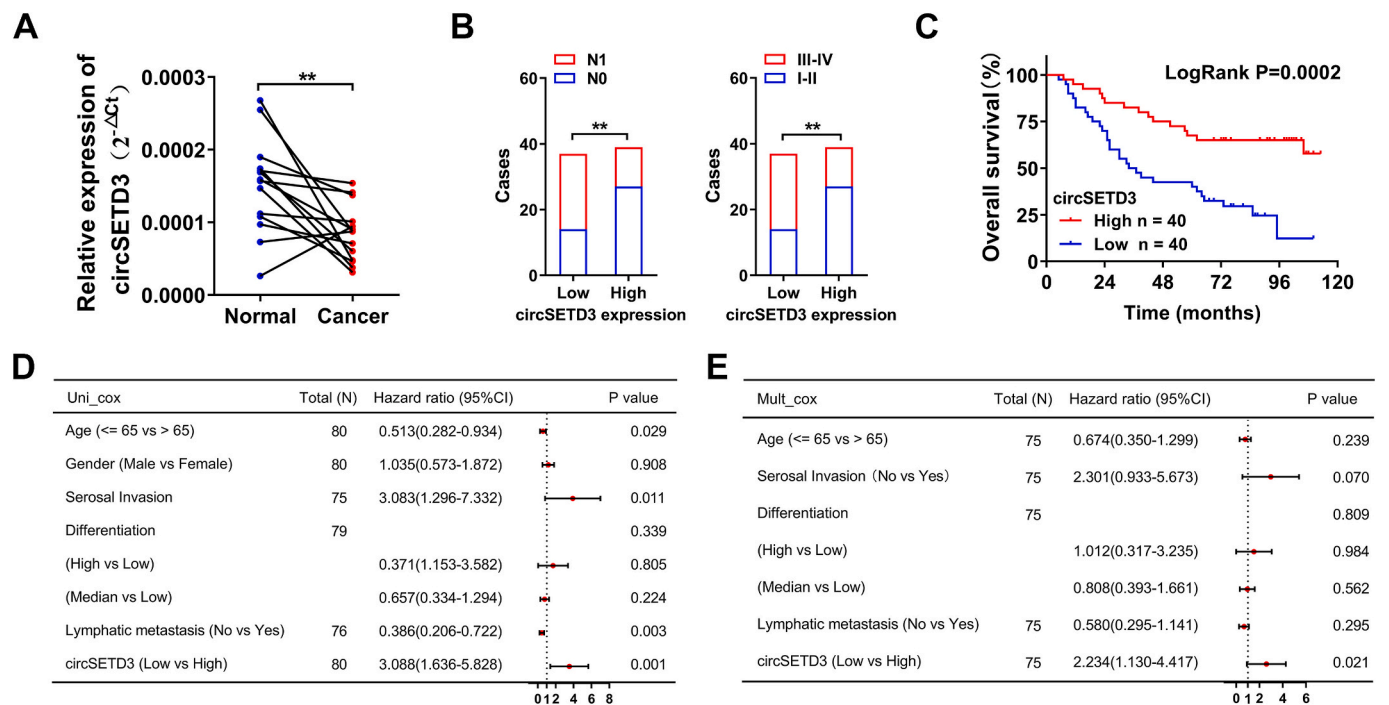 A
Relative expression of
circSETD3 (2^-△Ct)
0.0003
0.0002
0.0001
0.0000
**
Normal Cancer
B
N1
N0
60
40
20
0
Cases
**
Low High
circSETD3 expression
III-IV
I-II
60
40
20
0
Cases
**
Low High
circSETD3 expression
C
Overall survival (%)
100
75
50
25
0
LogRank P=0.0002
circSETD3
High n = 40
Low n = 40
0 24 48 72 96 120
Time (months)
D
Uni_cox Total (N) Hazard ratio (95%CI) P value
Age (<= 65 vs > 65) 80 0.513(0.282-0.934) 0.029
Gender (Male vs Female) 80 1.035(0.573-1.872) 0.908
Serosal Invasion 75 3.083(1.296-7.332) 0.011
Differentiation 79 0.339
(High vs Low) 0.371(1.153-3.582) 0.805
(Median vs Low) 0.657(0.334-1.294) 0.224
Lymphatic metastasis (No vs Yes) 76 0.386(0.206-0.722) 0.003
circSETD3 (Low vs High) 80 3.088(1.636-5.828) 0.001
0 1 2 4 6 8
E
Mult_cox Total (N) Hazard ratio (95%CI) P value
Age (<= 65 vs > 65) 75 0.674(0.350-1.299) 0.239
Serosal Invasion (No vs Yes) 75 2.301(0.933-5.673) 0.070
Differentiation 75 0.809
(High vs Low) 1.012(0.317-3.235) 0.984
(Median vs Low) 0.808(0.393-1.661) 0.562
Lymphatic metastasis (No vs Yes) 75 0.580(0.295-1.141) 0.295
circSETD3 (Low vs High) 75 2.234(1.130-4.417) 0.021
0 1 2 4 6